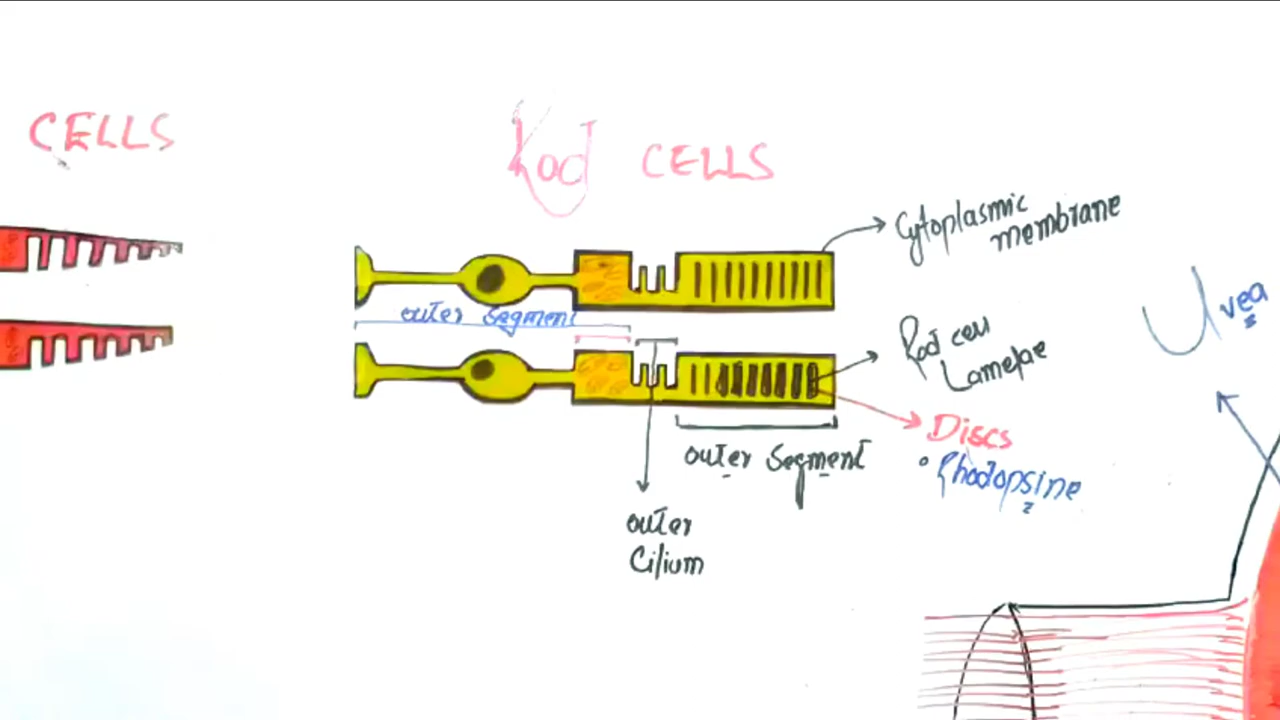 CELLS
Rod CELLS
Cytoplasmic
membrane
Uvea
outer Segment
Rod cell
Lamelae
Discs
outer Segment
• Rhodopsine
outer
Cilium